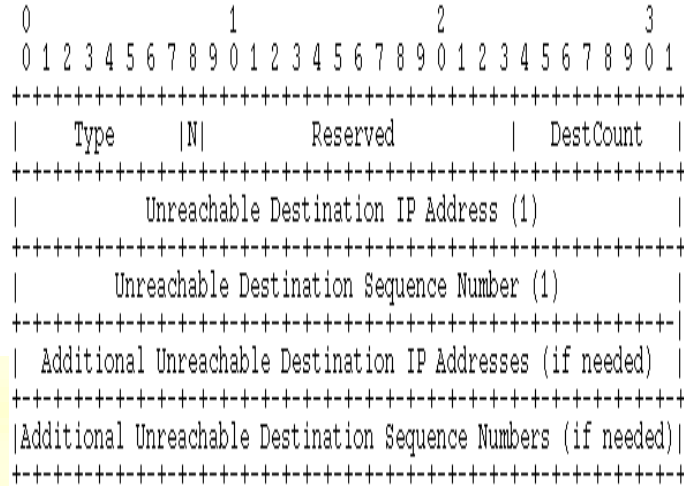 0                   1                   2                   3
0 1 2 3 4 5 6 7 8 9 0 1 2 3 4 5 6 7 8 9 0 1 2 3 4 5 6 7 8 9 0 1
+-+-+-+-+-+-+-+-+-+-+-+-+-+-+-+-+-+-+-+-+-+-+-+-+-+-+-+-+-+-+-+-+
|     Type      |N|          Reserved           |   DestCount   |
+-+-+-+-+-+-+-+-+-+-+-+-+-+-+-+-+-+-+-+-+-+-+-+-+-+-+-+-+-+-+-+-+
|            Unreachable Destination IP Address (1)             |
+-+-+-+-+-+-+-+-+-+-+-+-+-+-+-+-+-+-+-+-+-+-+-+-+-+-+-+-+-+-+-+-+
|         Unreachable Destination Sequence Number (1)           |
+-+-+-+-+-+-+-+-+-+-+-+-+-+-+-+-+-+-+-+-+-+-+-+-+-+-+-+-+-+-+-+-|
|  Additional Unreachable Destination IP Addresses (if needed)  |
+-+-+-+-+-+-+-+-+-+-+-+-+-+-+-+-+-+-+-+-+-+-+-+-+-+-+-+-+-+-+-+-+
|Additional Unreachable Destination Sequence Numbers (if needed)|
+-+-+-+-+-+-+-+-+-+-+-+-+-+-+-+-+-+-+-+-+-+-+-+-+-+-+-+-+-+-+-+-+